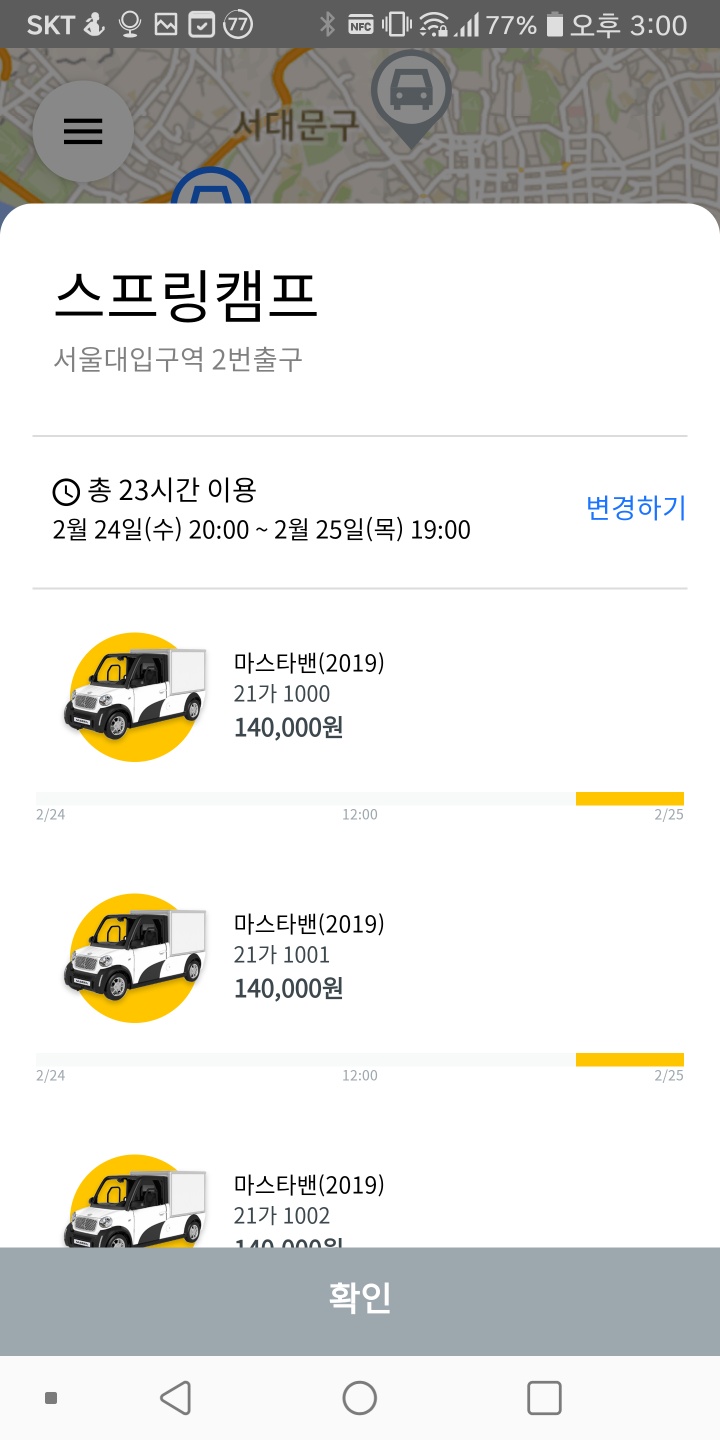 SKT 77 NFC 77% 오후 3:00
서대문구
스프링캠프
서울대입구역 2번출구
총 23시간 이용
2월 24일(수) 20:00 ~ 2월 25일(목) 19:00
변경하기
마스타밴(2019)
21가 1000
140,000원
2/24 12:00 2/25
마스타밴(2019)
21가 1001
140,000원
2/24 12:00 2/25
마스타밴(2019)
21가 1002
140,000원
확인